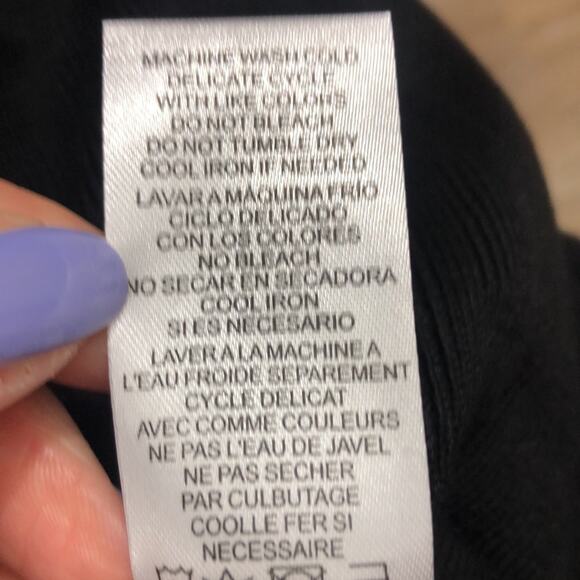 MACHINE WASH COLD
DELICATE CYCLE
WITH LIKE COLORS
DO NOT BLEACH
DO NOT TUMBLE DRY
COOL IRON IF NEEDED
LAVAR A MÁQUINA FRÍO
CICLO DELICADO
CON LOS COLORES
NO BLEACH
NO SECAR EN SECADORA
COOL IRON
SI ES NECESARIO
LAVER A LA MACHINE A
L'EAU FROIDE SEPAREMENT
CYCLE DELICAT
AVEC COMME COULEURS
NE PAS L'EAU DE JAVEL
NE PAS SECHER
PAR CULBUTAGE
COOLLE FER SI
NECESSAIRE